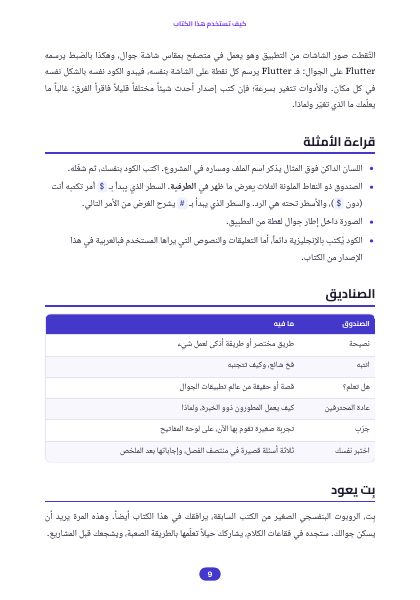 كيف تستخدم هذا الكتاب
التُقطت صور الشاشات من التطبيق وهو يعمل في متصفح بمقاس شاشة جوال، وهكذا بالضبط يرسمه
Flutter على الجوال: فـ Flutter يرسم كل نقطة على الشاشة بنفسه، فيبدو الكود نفسه بالشكل نفسه
في كل مكان. والأدوات تتغير بسرعة؛ فإن كتب إصدار أحدث شيئاً مختلفاً قليلاً فاقرأ الفرق: غالباً ما
يعلّمك ما الذي تغيّر ولماذا.
قراءة الأمثلة
• اللسان الداكن فوق المثال يذكر اسم الملف ومساره في المشروع. اكتب الكود بنفسك، ثم شغّله.
• الصندوق ذو النقاط الملونة الثلاث يعرض ما ظهر في الطرفية. السطر الذي يبدأ بـ $ أمر تكتبه أنت
(دون $)، والأسطر تحته هي الرد. والسطر الذي يبدأ بـ # يشرح الغرض من الأمر التالي.
• الصورة داخل إطار جوال لقطة من التطبيق.
• الكود يُكتب بالإنجليزية دائماً، أما التعليقات والنصوص التي يراها المستخدم فبالعربية في هذا
الإصدار من الكتاب.
الصناديق
الصندوق ما فيه
نصيحة طريق مختصر أو طريقة أذكى لعمل شيء
انتبه فخ شائع، وكيف تتجنبه
هل تعلم؟ قصة أو حقيقة من عالم تطبيقات الجوال
عادة المحترفين كيف يعمل المطورون ذوو الخبرة، ولماذا
جرّب تجربة صغيرة تقوم بها الآن، على لوحة المفاتيح
اختبر نفسك ثلاثة أسئلة قصيرة في منتصف الفصل، وإجاباتها بعد الملخص
بِت يعود
بِت، الروبوت البنفسجي الصغير من الكتب السابقة، يرافقك في هذا الكتاب أيضاً. وهذه المرة يريد أن
يسكن جوالك. ستجده في فقاعات الكلام، يشاركك حيلاً تعلّمها بالطريقة الصعبة، ويشجعك قبل المشاريع.
9